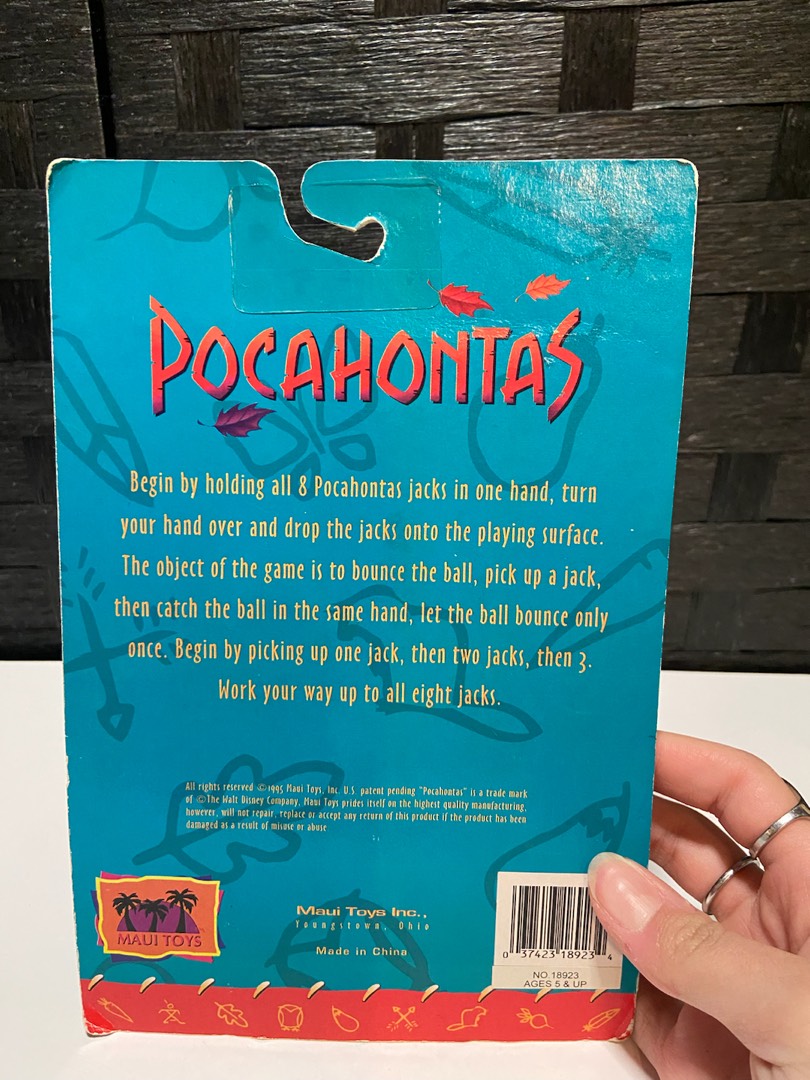 POCAHONTAS
Begin by holding all 8 Pocahontas jacks in one hand, turn
your hand over and drop the jacks onto the playing surface.
The object of the game is to bounce the ball, pick up a jack,
then catch the ball in the same hand, let the ball bounce only
once. Begin by picking up one jack, then two jacks, then 3.
Work your way up to all eight jacks.
All rights reserved ©1995 Maui Toys, Inc. U.S. patent pending "Pocahontas" is a trade mark
of ©The Walt Disney Company, Maui Toys prides itself on the highest quality manufacturing,
however, will not repair, replace or accept any return of this product if the product has been
damaged as a result of misuse or abuse
MAUI TOYS
Maui Toys Inc.,
Youngstown, Ohio
Made in China
0 37423 18923 4
NO.18923
AGES 5 & UP